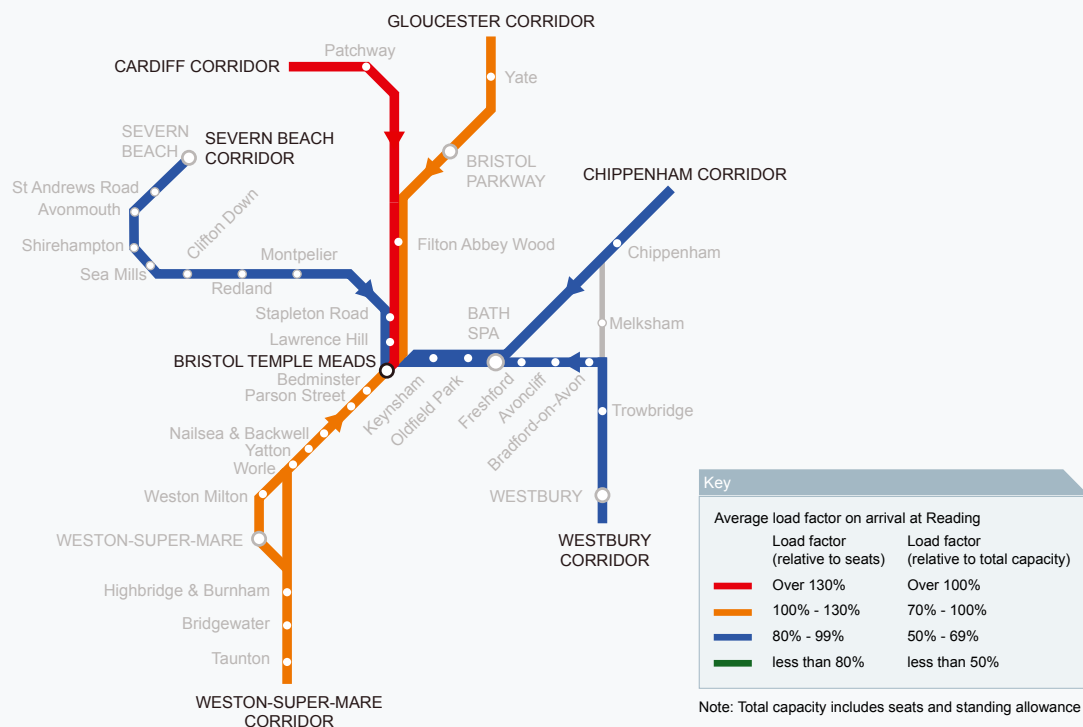 GLOUCESTER CORRIDOR
Patchway
CARDIFF CORRIDOR
Yate
SEVERN
BEACH
SEVERN BEACH
CORRIDOR
BRISTOL
PARKWAY
CHIPPENHAM CORRIDOR
St Andrews Road
Avonmouth
Clifton Down
Shirehampton
Montpelier
Filton Abbey Wood
Chippenham
Sea Mills
Redland
Stapleton Road
BATH
SPA
Melksham
Lawrence Hill
BRISTOL TEMPLE MEADS
Bedminster
Parson Street
Keynsham
Oldfield Park
Freshford
Avoncliff
Bradford-on-Avon
Trowbridge
Nailsea & Backwell
Yatton
Worle
Weston Milton
WESTBURY
WESTON-SUPER-MARE
WESTBURY
CORRIDOR
Highbridge & Burnham
Bridgewater
Taunton
WESTON-SUPER-MARE
CORRIDOR
Key
Average load factor on arrival at Reading
Load factor
(relative to seats)
Load factor
(relative to total capacity)
Over 130%
Over 100%
100% - 130%
70% - 100%
80% - 99%
50% - 69%
less than 80%
less than 50%
Note: Total capacity includes seats and standing allowance